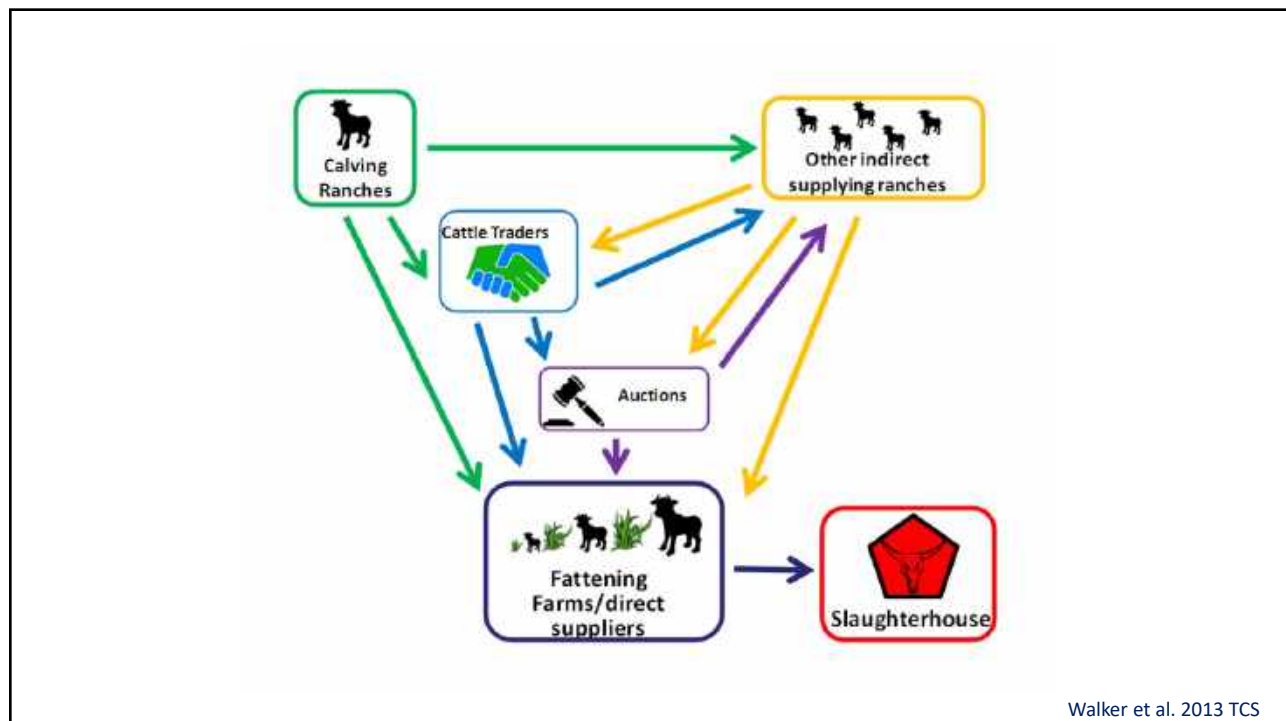 Calving
Ranches
Other indirect
supplying ranches
Cattle Traders
Auctions
Fattening
Farms/direct
suppliers
Slaughterhouse
Walker et al. 2013 TCS